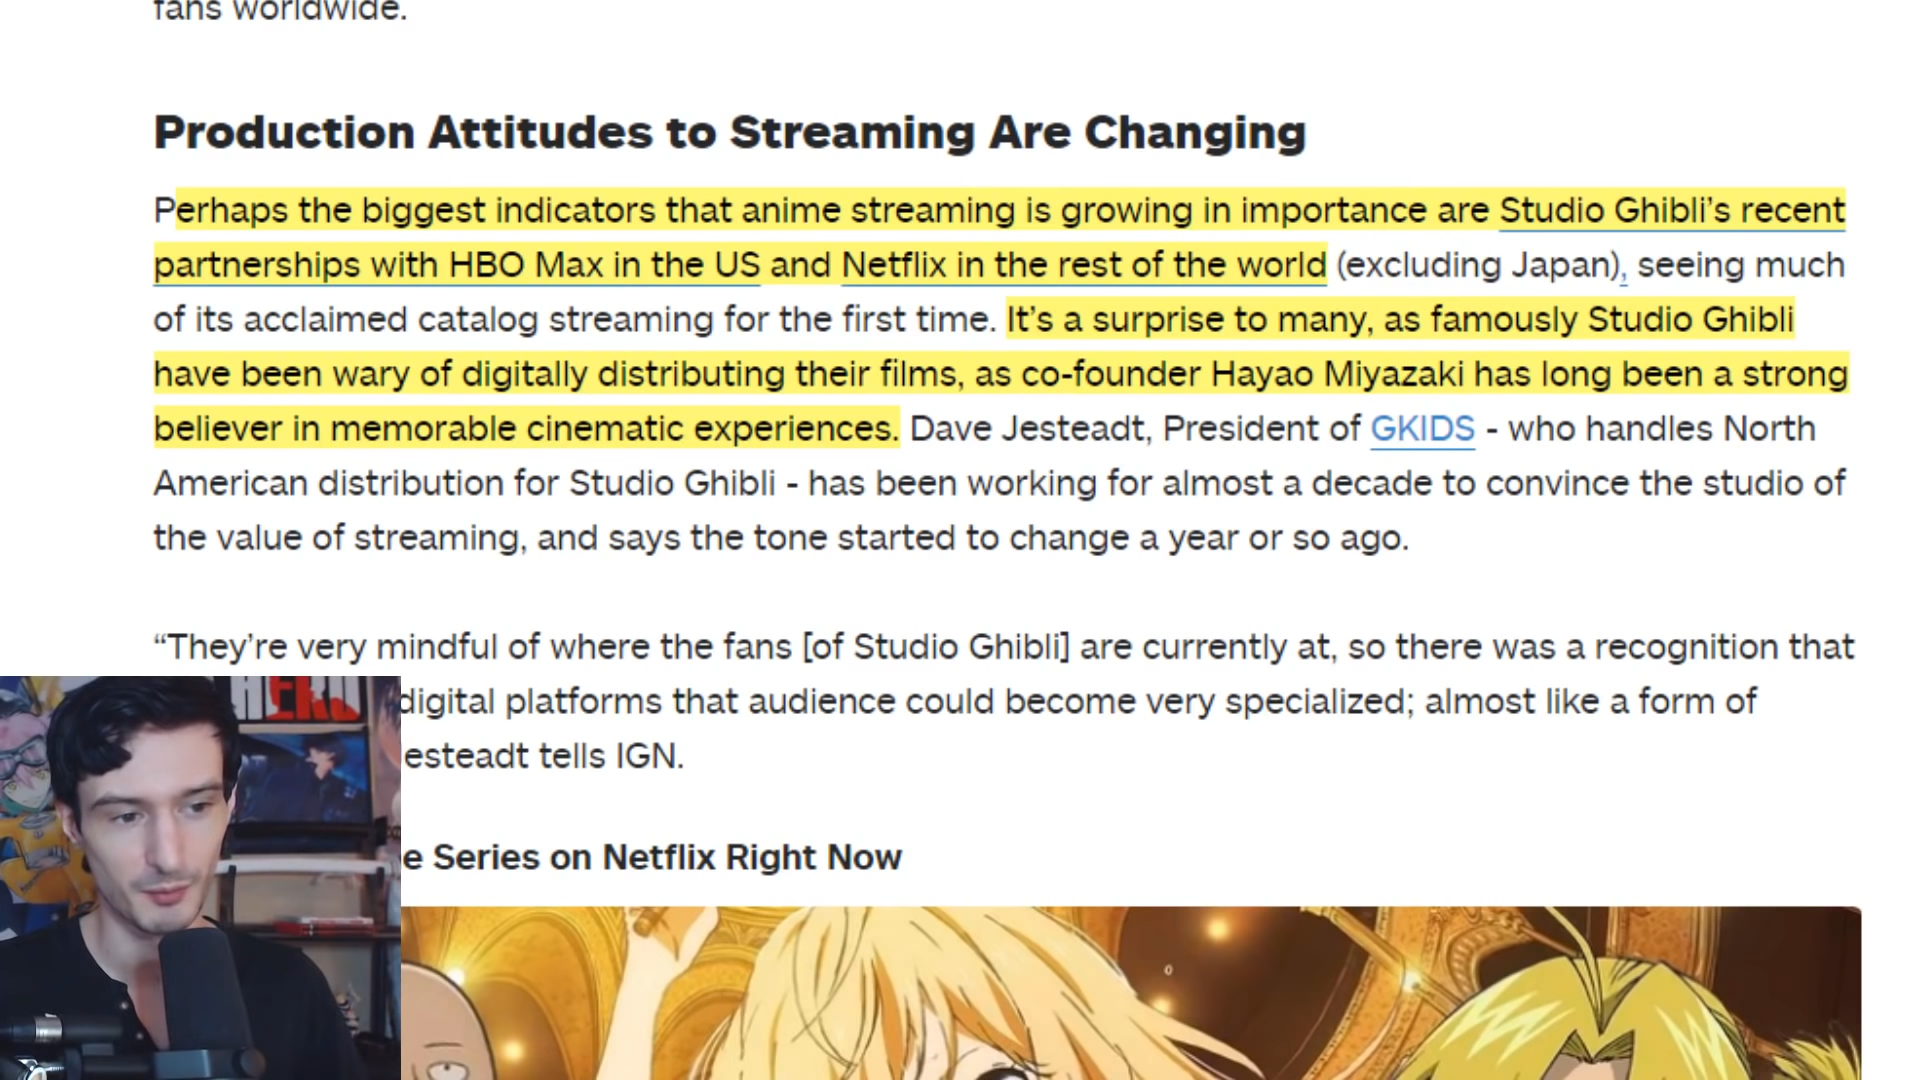 fans worldwide.
Production Attitudes to Streaming Are Changing
Perhaps the biggest indicators that anime streaming is growing in importance are Studio Ghibli’s recent
partnerships with HBO Max in the US and Netflix in the rest of the world (excluding Japan), seeing much
of its acclaimed catalog streaming for the first time. It’s a surprise to many, as famously Studio Ghibli
have been wary of digitally distributing their films, as co-founder Hayao Miyazaki has long been a strong
believer in memorable cinematic experiences. Dave Jesteadt, President of GKIDS - who handles North
American distribution for Studio Ghibli - has been working for almost a decade to convince the studio of
the value of streaming, and says the tone started to change a year or so ago.
“They’re very mindful of where the fans [of Studio Ghibli] are currently at, so there was a recognition that
digital platforms that audience could become very specialized; almost like a form of
esteadt tells IGN.
e Series on Netflix Right Now
HERO